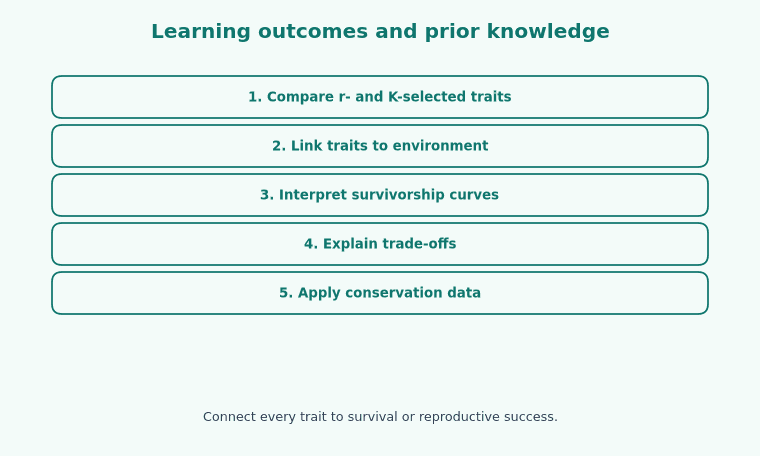 Learning outcomes and prior knowledge
1. Compare r- and K-selected traits
2. Link traits to environment
3. Interpret survivorship curves
4. Explain trade-offs
5. Apply conservation data
Connect every trait to survival or reproductive success.